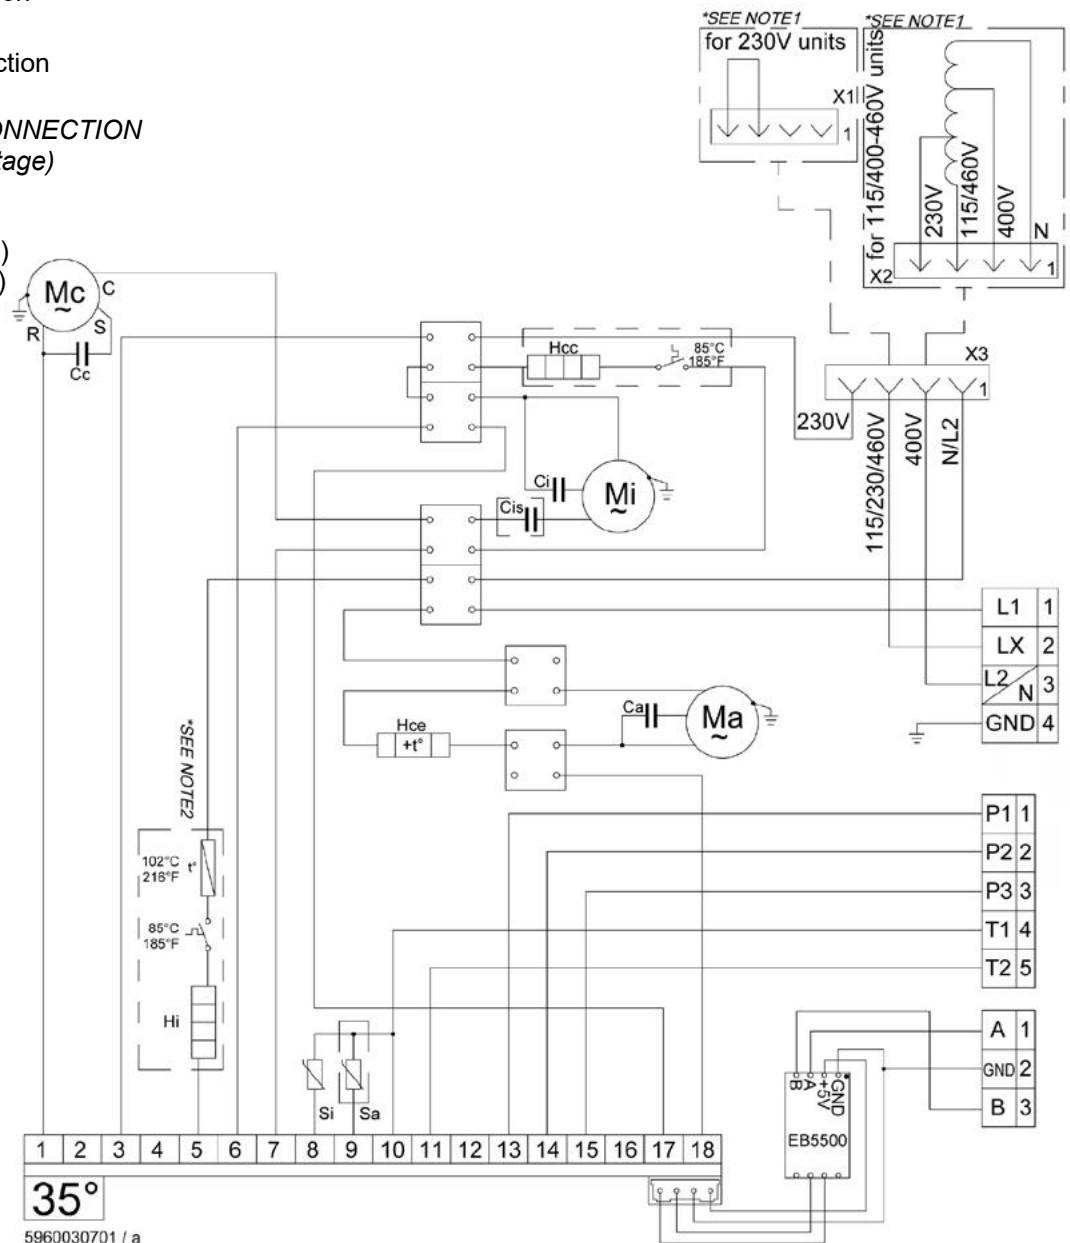 on
ction
ONNECTION
tage)
)
)
*SEE NOTE1
for 230V units
X1
1
*SEE NOTE1
for 115/400-460V units
230V
115/460V
400V
N
X2
1
Mc
~
C
R
S
Cc
Hcc
85°C
185°F
X3
1
230V
115/230/460V
400V
N/L2
Ci
Mi
~
Cis
L1 1
LX 2
L2/N 3
GND 4
Ca
Ma
~
Hce
+t°
*SEE NOTE2
102°C
216°F
t°
85°C
185°F
Hi
P1 1
P2 2
P3 3
T1 4
T2 5
Si
Sa
A 1
GND 2
B 3
B A +5V GND
EB5500
1 2 3 4 5 6 7 8 9 10 11 12 13 14 15 16 17 18
35°
5960030701 / a